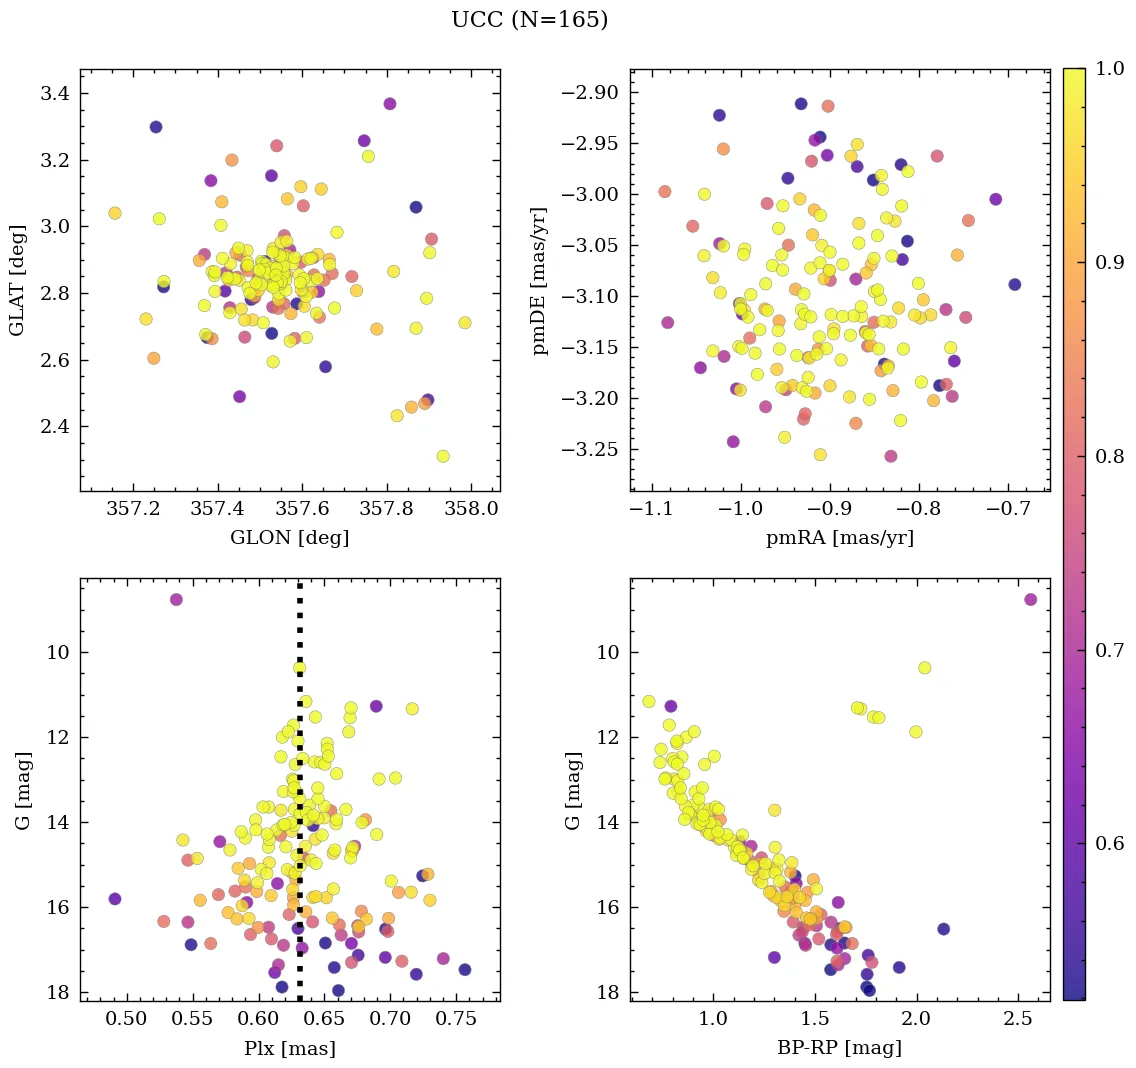 UCC (N=165)
3.4
3.2
3.0
2.8
2.6
2.4
GLAT [deg]
357.2 357.4 357.6 357.8 358.0
GLON [deg]
−2.90
−2.95
−3.00
−3.05
−3.10
−3.15
−3.20
−3.25
pmDE [mas/yr]
−1.1 −1.0 −0.9 −0.8 −0.7
pmRA [mas/yr]
1.0
0.9
0.8
0.7
0.6
10
12
14
16
18
G [mag]
0.50 0.55 0.60 0.65 0.70 0.75
Plx [mas]
10
12
14
16
18
G [mag]
1.0 1.5 2.0 2.5
BP-RP [mag]